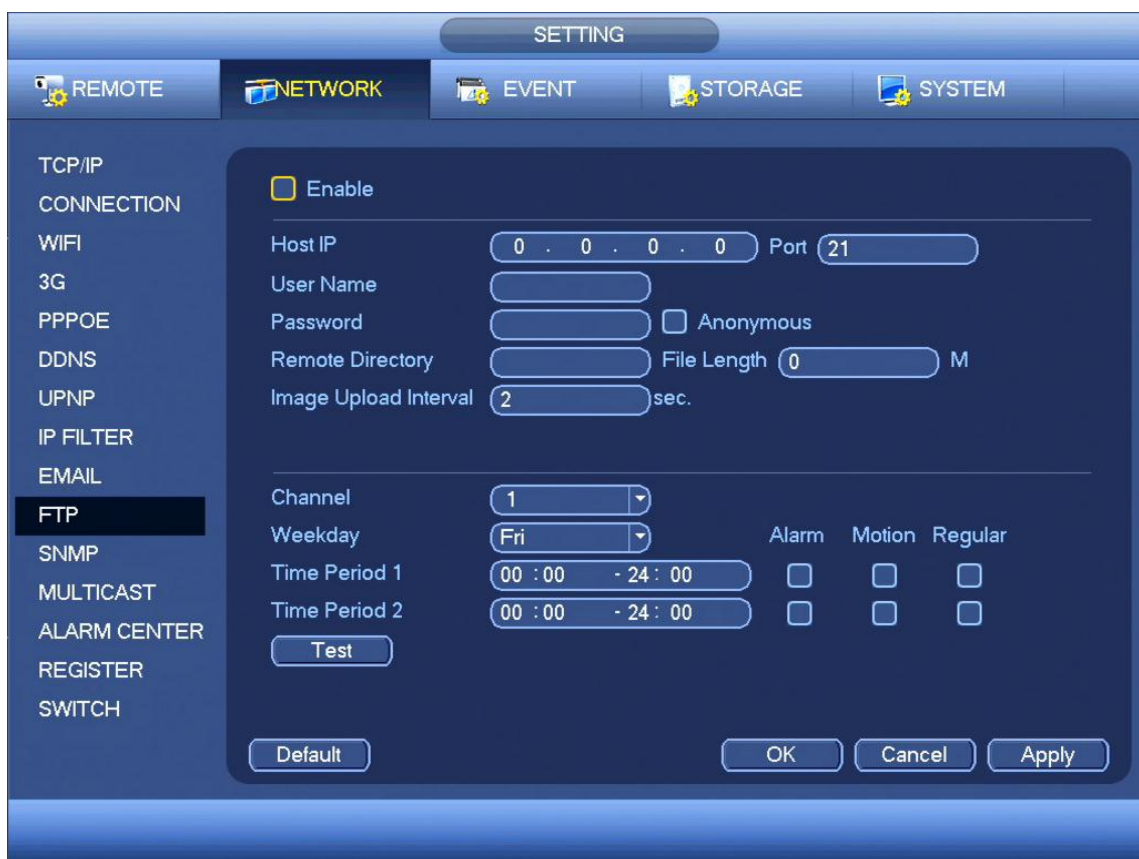 SETTING
REMOTE NETWORK EVENT STORAGE SYSTEM
TCP/IP
CONNECTION
WIFI
3G
PPPOE
DDNS
UPNP
IP FILTER
EMAIL
FTP
SNMP
MULTICAST
ALARM CENTER
REGISTER
SWITCH
Enable
Host IP 0 . 0 . 0 . 0 Port 21
User Name
Password Anonymous
Remote Directory File Length 0 M
Image Upload Interval 2 sec.
Channel 1
Weekday Fri Alarm Motion Regular
Time Period 1 00 :00 - 24 : 00
Time Period 2 00 :00 - 24 : 00
Test
Default OK Cancel Apply